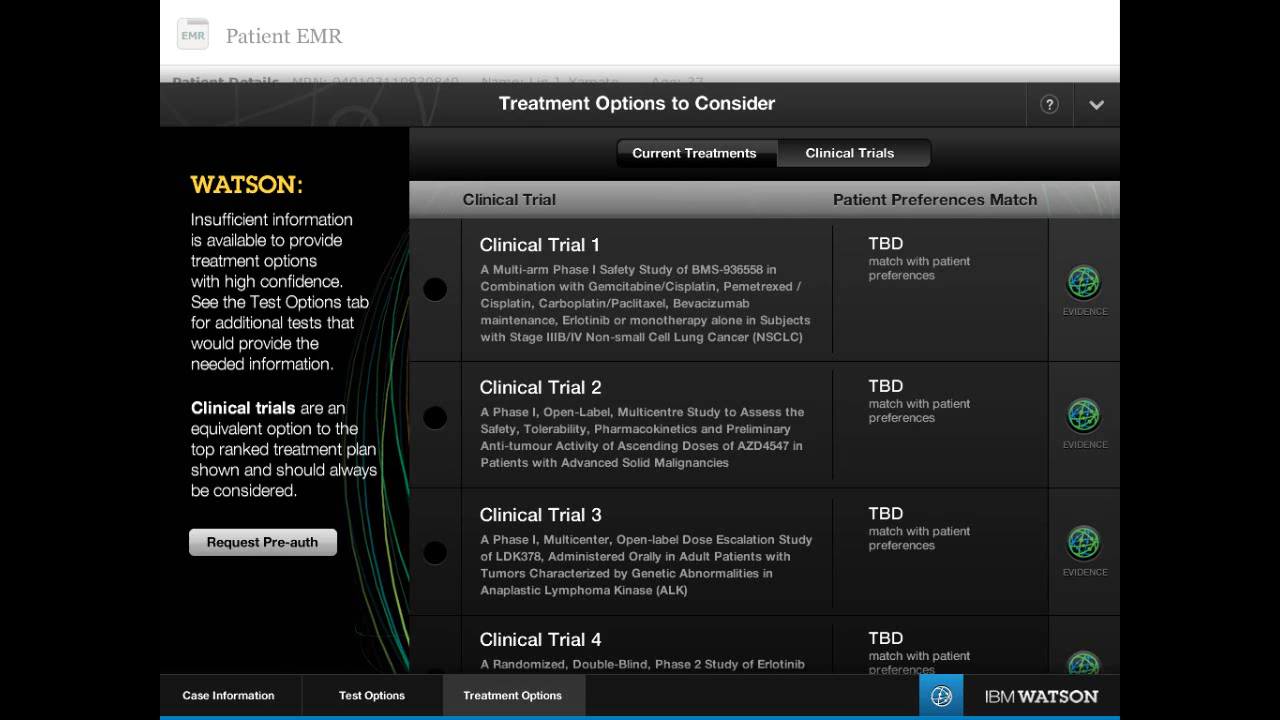 EMR
Patient EMR
Patient Details MRN: 040103110830840 Name: Lin J. Yamato Age: 37
Treatment Options to Consider
?
Current Treatments
Clinical Trials
WATSON:
Insufficient information
is available to provide
treatment options
with high confidence.
See the Test Options tab
for additional tests that
would provide the
needed information.
Clinical trials are an
equivalent option to the
top ranked treatment plan
shown and should always
be considered.
Request Pre-auth
Clinical Trial
Patient Preferences Match
Clinical Trial 1
A Multi-arm Phase I Safety Study of BMS-936558 in
Combination with Gemcitabine/Cisplatin, Pemetrexed /
Cisplatin, Carboplatin/Paclitaxel, Bevacizumab
maintenance, Erlotinib or monotherapy alone in Subjects
with Stage IIIB/IV Non-small Cell Lung Cancer (NSCLC)
TBD
match with patient
preferences
EVIDENCE
Clinical Trial 2
A Phase I, Open-Label, Multicentre Study to Assess the
Safety, Tolerability, Pharmacokinetics and Preliminary
Anti-tumour Activity of Ascending Doses of AZD4547 in
Patients with Advanced Solid Malignancies
TBD
match with patient
preferences
EVIDENCE
Clinical Trial 3
A Phase I, Multicenter, Open-label Dose Escalation Study
of LDK378, Administered Orally in Adult Patients with
Tumors Characterized by Genetic Abnormalities in
Anaplastic Lymphoma Kinase (ALK)
TBD
match with patient
preferences
EVIDENCE
Clinical Trial 4
A Randomized, Double-Blind, Phase 2 Study of Erlotinib
TBD
match with patient
preferences
Case Information
Test Options
Treatment Options
IBM WATSON